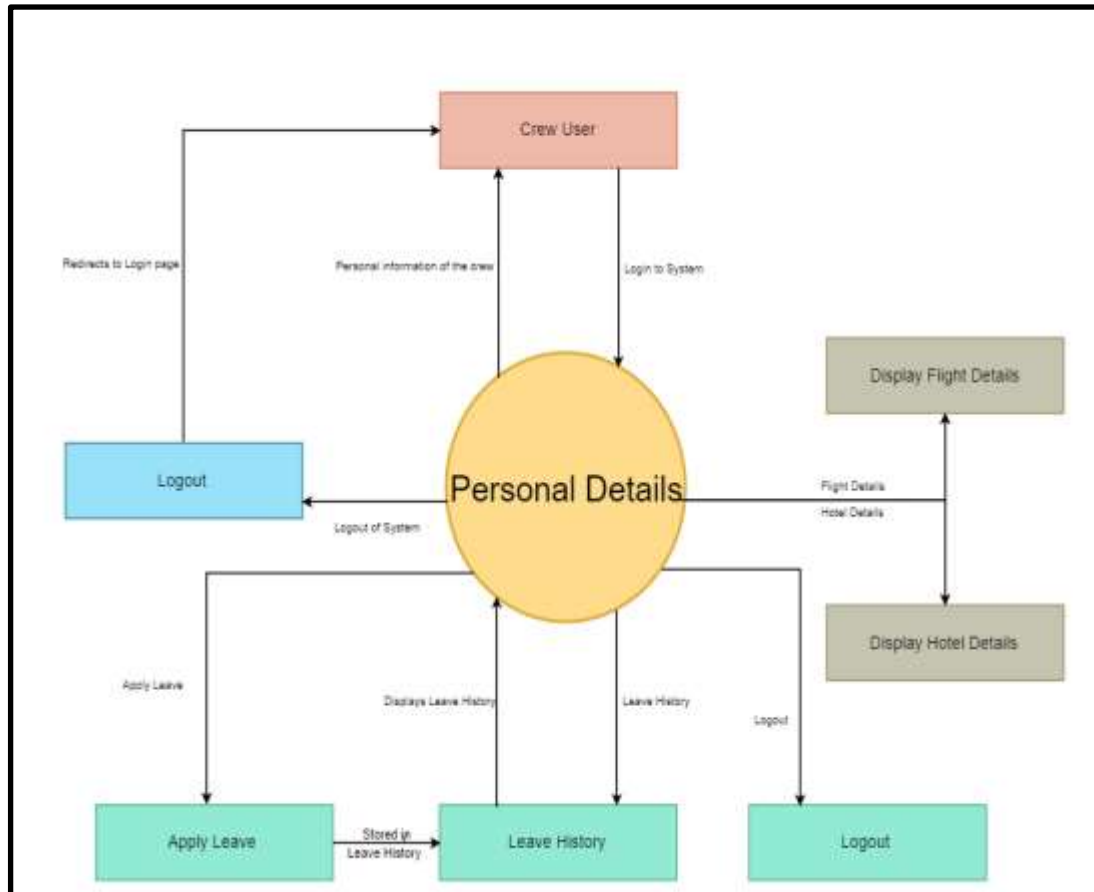 Crew User
Redirects to Login page
Personal information of the crew
Login to System
Display Flight Details
Logout
Personal Details
Flight Details
Hotel Details
Logout of System
Display Hotel Details
Apply Leave
Displays Leave History
Leave History
Logout
Apply Leave
Stored in
Leave History
Leave History
Logout